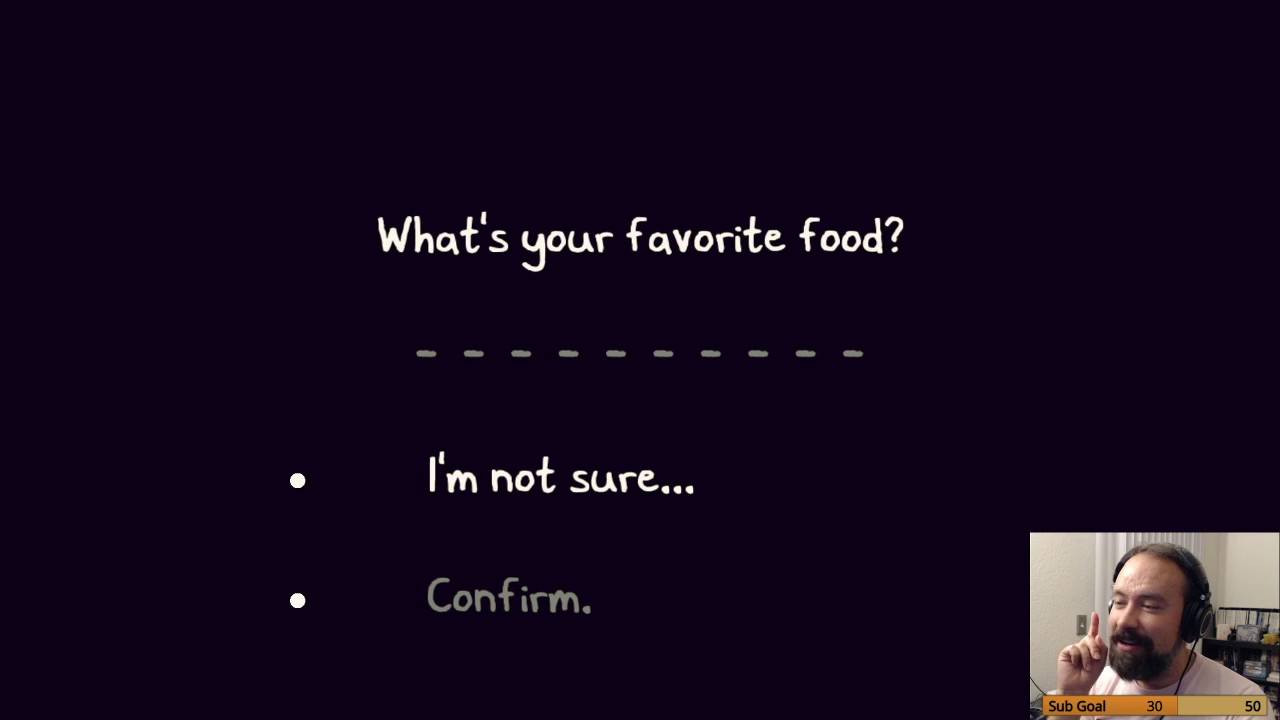 What's your favorite food?
_ _ _ _ _ _ _ _ _ _
I'm not sure...
Confirm.
Sub Goal 30 50